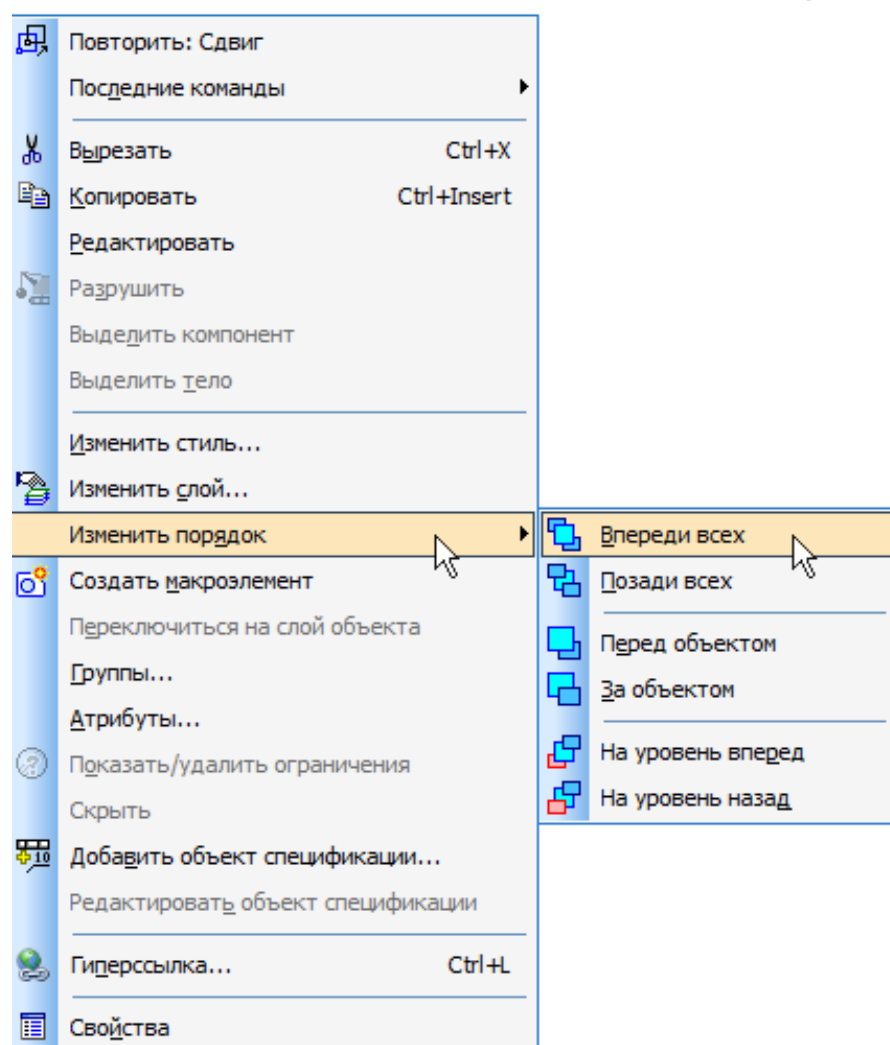 Повторить: Сдвиг
Последние команды
Вырезать Ctrl+X
Копировать Ctrl+Insert
Редактировать
Разрушить
Выделить компонент
Выделить тело
Изменить стиль...
Изменить слой...
Изменить порядок
Впереди всех
Создать макроэлемент
Позади всех
Переключиться на слой объекта
Перед объектом
Группы...
За объектом
Атрибуты...
На уровень вперед
Показать/удалить ограничения
На уровень назад
Скрыть
10
Добавить объект спецификации...
Редактировать объект спецификации
Гиперссылка... Ctrl+L
Свойства